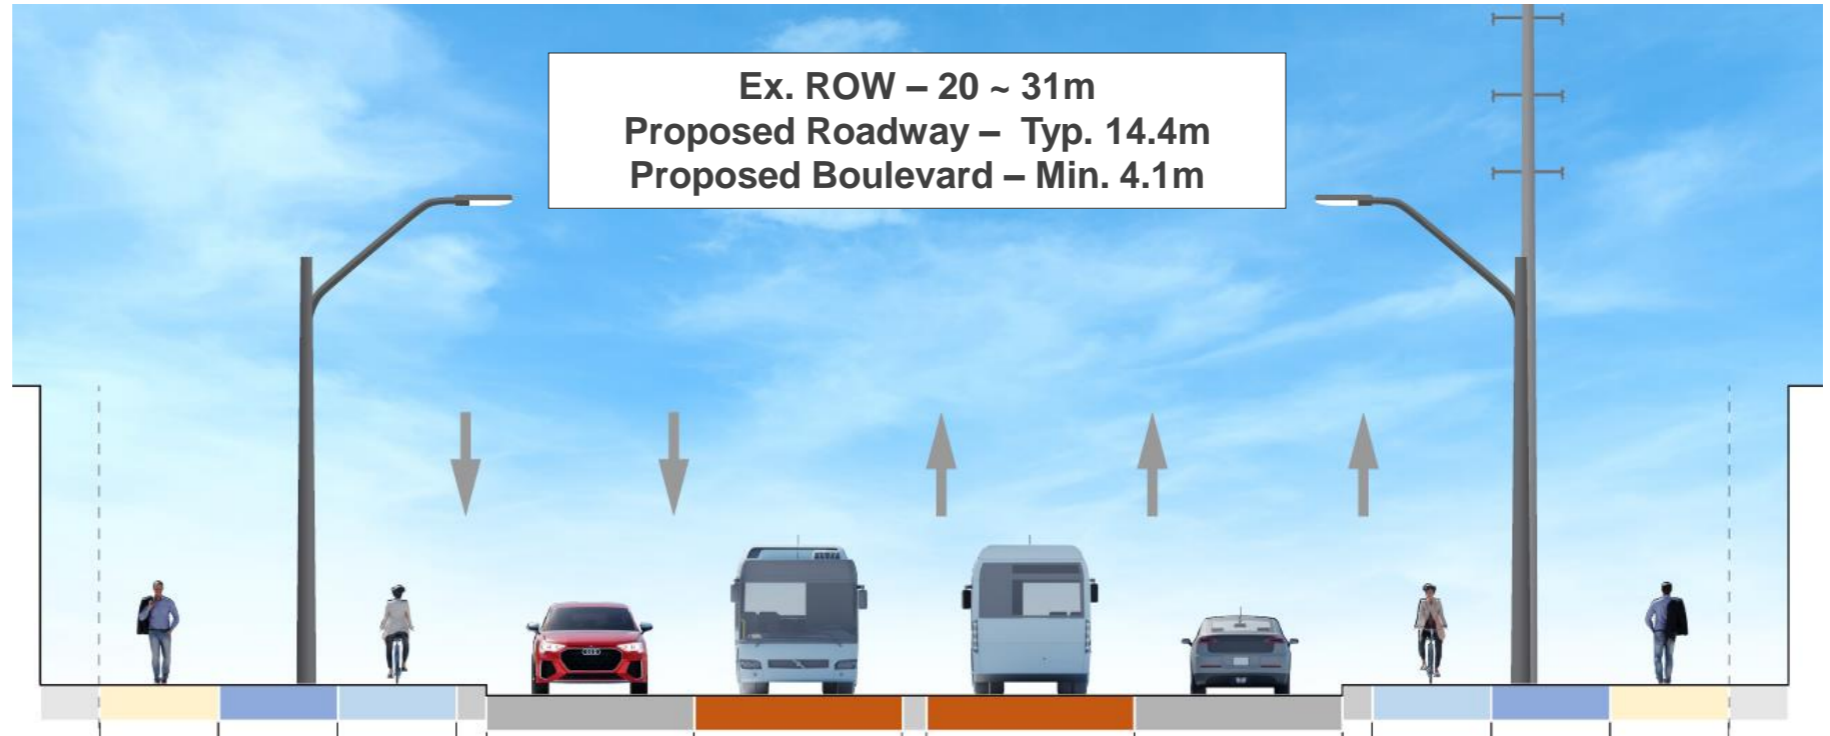 Ex. ROW – 20 ~ 31m
Proposed Roadway – Typ. 14.4m
Proposed Boulevard – Min. 4.1m